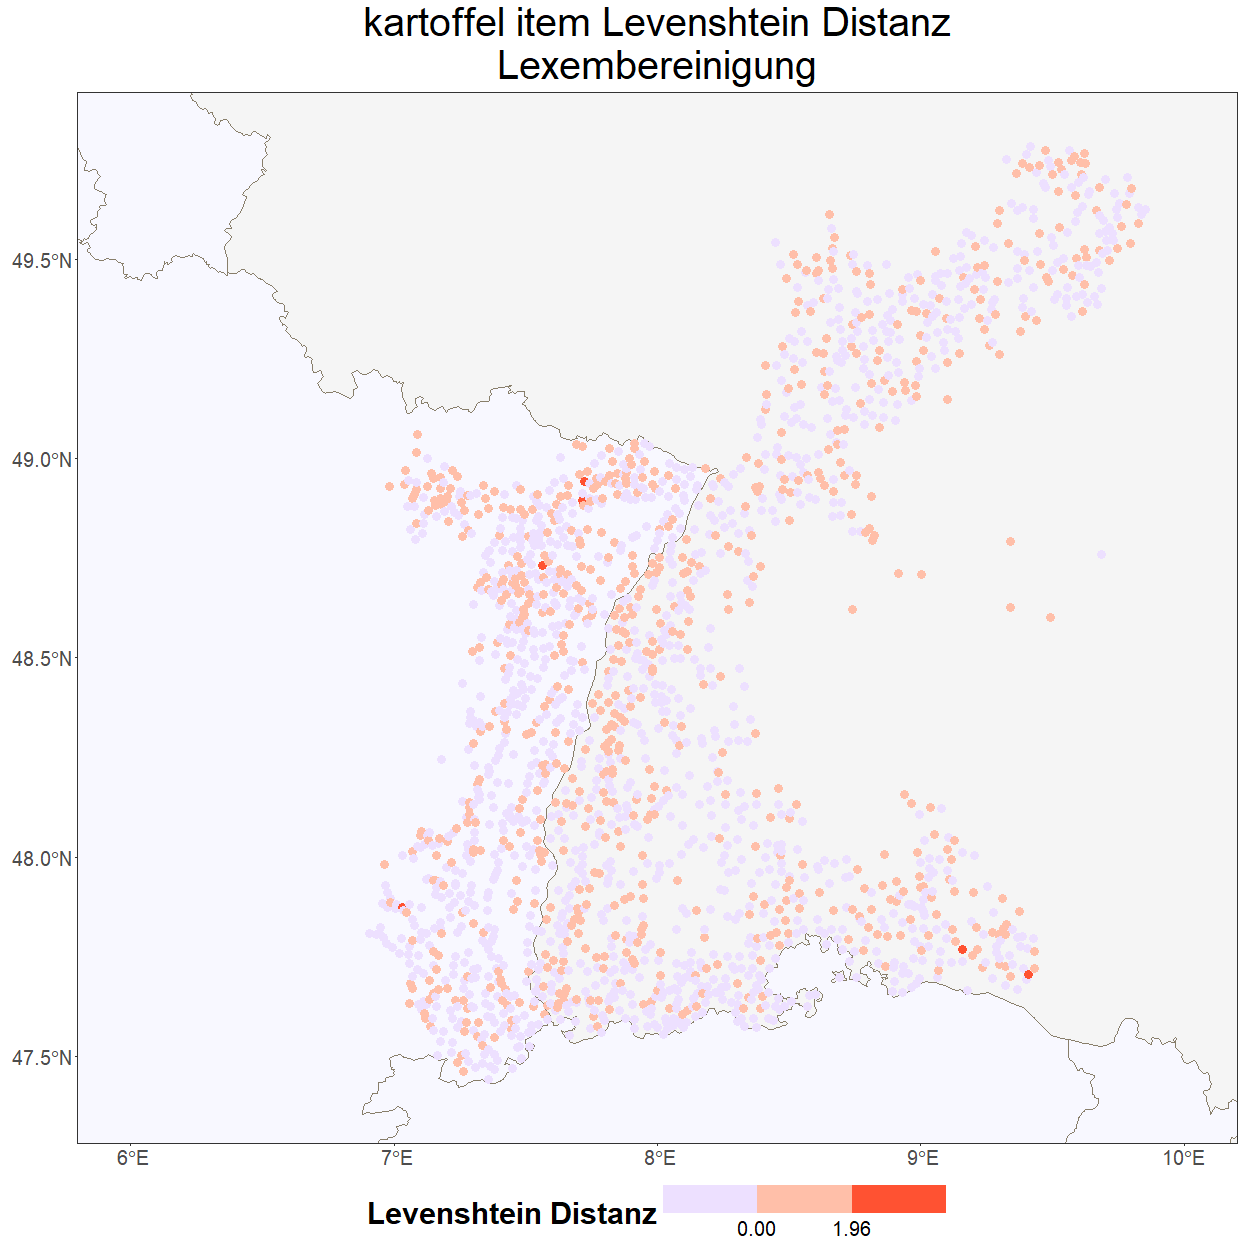 kartoffel item Levenshtein Distanz
Lexembereinigung
49.5°N
49.0°N
48.5°N
48.0°N
47.5°N
6°E 7°E 8°E 9°E 10°E
Levenshtein Distanz
0.00 1.96